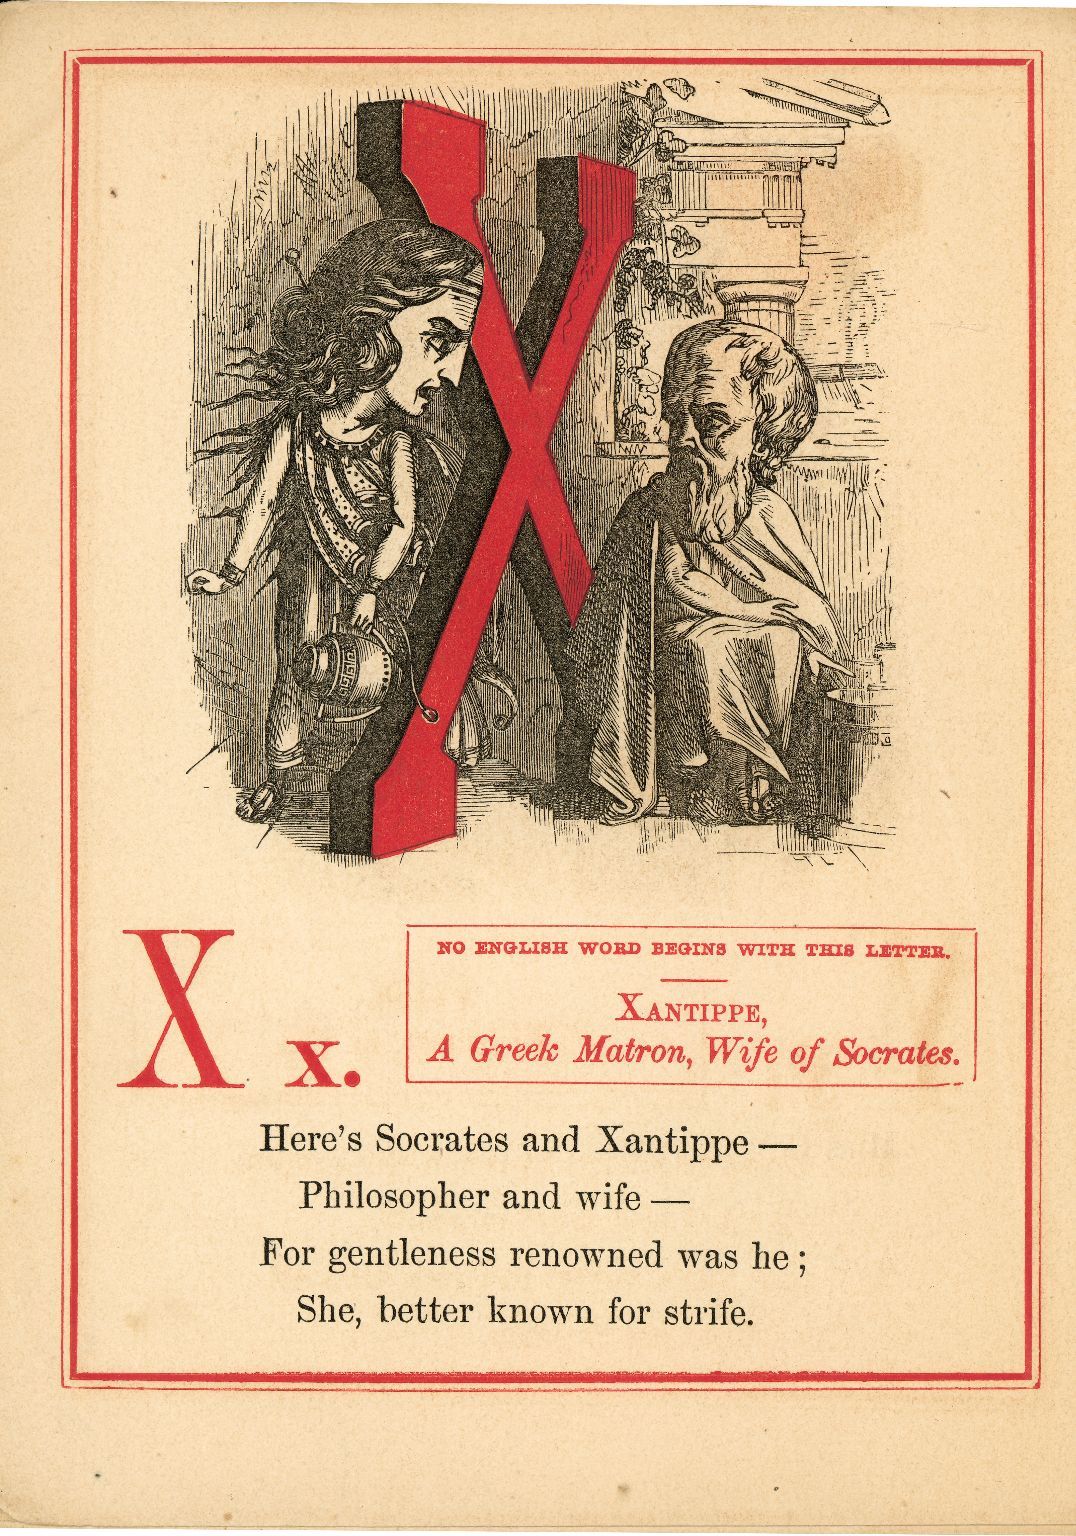 X
X x.
NO ENGLISH WORD BEGINS WITH THIS LETTER.
XANTIPPE,
A Greek Matron, Wife of Socrates.
Here's Socrates and Xantippe —
Philosopher and wife —
For gentleness renowned was he;
She, better known for strife.